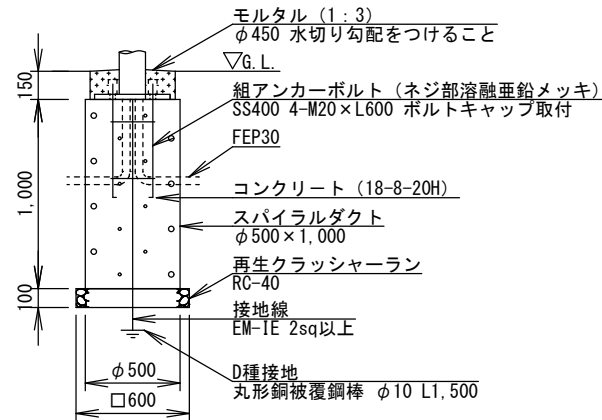 モルタル (1：3)
φ450 水切り勾配をつけること
▽G.L.
組アンカーボルト (ネジ部溶融亜鉛メッキ)
SS400 4-M20×L600 ボルトキャップ取付
FEP30
コンクリート (18-8-20H)
スパイラルダクト
φ500×1,000
再生クラッシャーラン
RC-40
接地線
EM-IE 2sq以上
D種接地
丸形銅被覆鋼棒 φ10 L1,500
150
1,000
100
φ500
□600